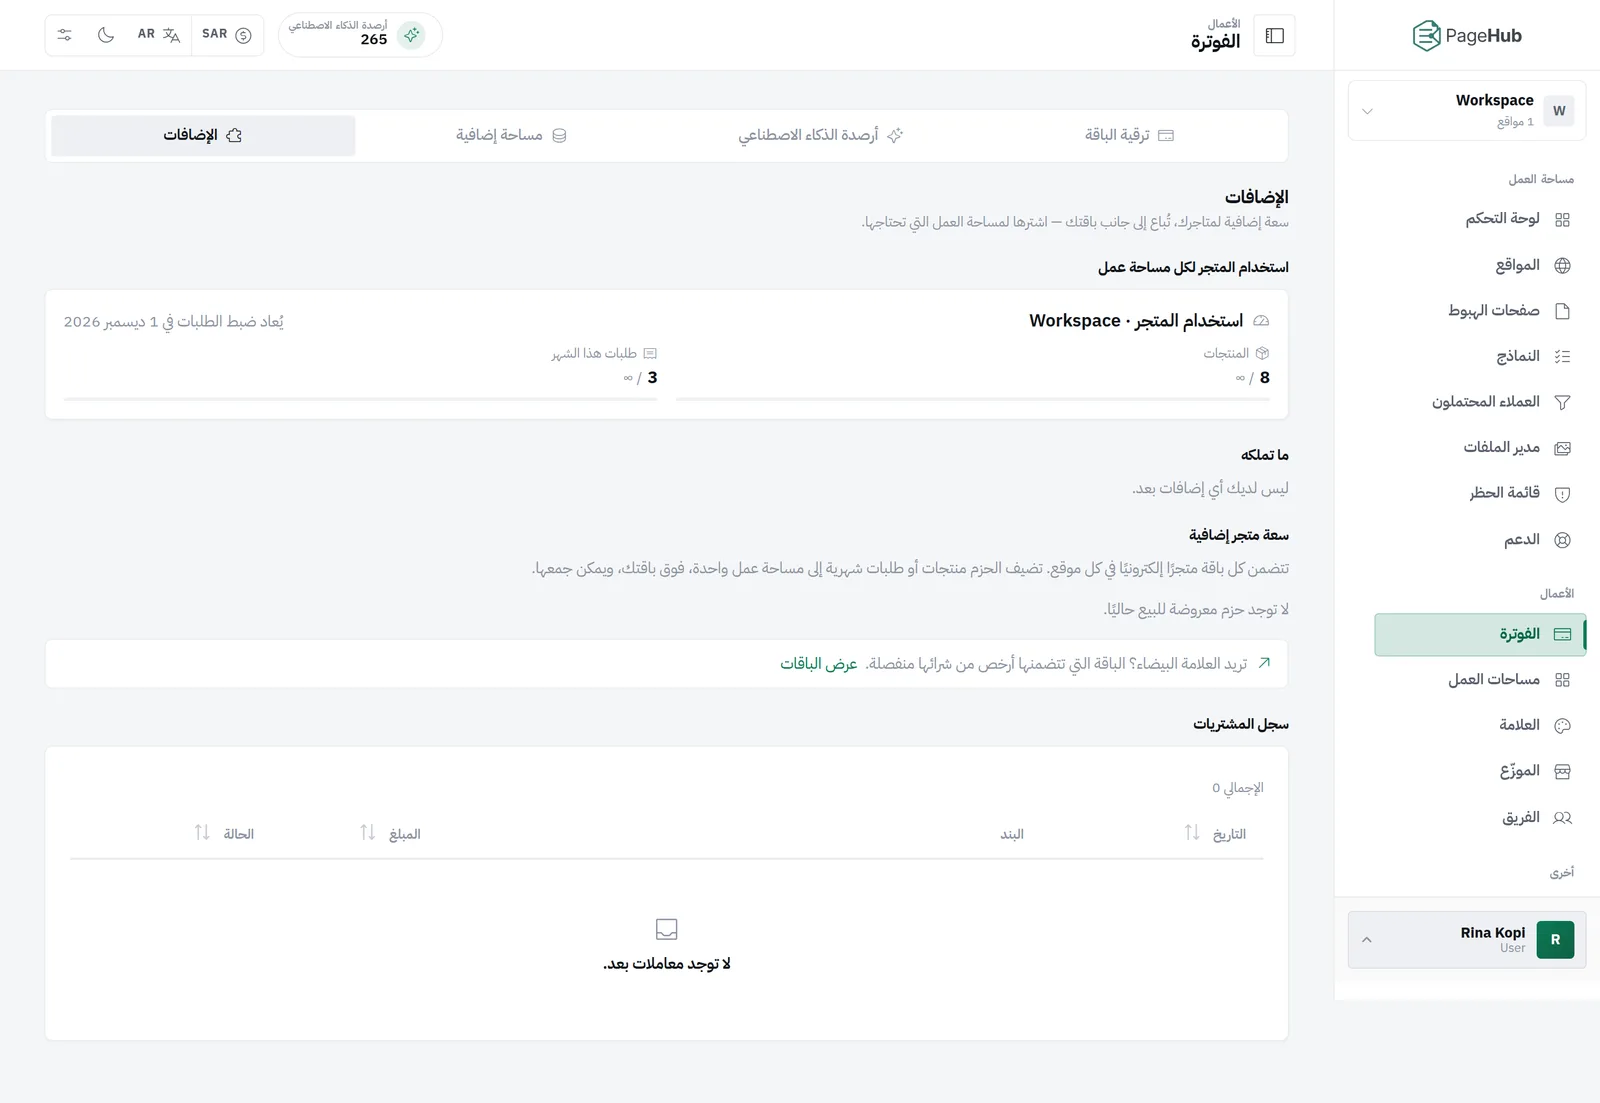 PageHub
W
Workspace
1 مواقع
مساحة العمل
لوحة التحكم
المواقع
صفحات الهبوط
النماذج
العملاء المحتملون
مدير الملفات
قائمة الحظر
الدعم
الأعمال
الفوترة
مساحات العمل
العلامة
الموزّع
الفريق
أخرى
R
Rina Kopi
User
الأعمال
الفوترة
أرصدة الذكاء الاصطناعي
265
SAR
AR
ترقية الباقة
أرصدة الذكاء الاصطناعي
مساحة إضافية
الإضافات
الإضافات
سعة إضافية لمتاجرك، تُباع إلى جانب باقتك — اشترها لمساحة العمل التي تحتاجها.
استخدام المتجر لكل مساحة عمل
استخدام المتجر · Workspace
يُعاد ضبط الطلبات في 1 ديسمبر 2026
المنتجات
8 / ∞
طلبات هذا الشهر
3 / ∞
ما تملكه
ليس لديك أي إضافات بعد.
سعة متجر إضافية
تتضمن كل باقة متجرًا إلكترونيًا في كل موقع. تضيف الحزم منتجات أو طلبات شهرية إلى مساحة عمل واحدة، فوق باقتك، ويمكن جمعها.
لا توجد حزم معروضة للبيع حاليًا.
تريد العلامة البيضاء؟ الباقة التي تتضمنها أرخص من شرائها منفصلة. عرض الباقات
سجل المشتريات
الإجمالي 0
التاريخ
البند
المبلغ
الحالة
لا توجد معاملات بعد.